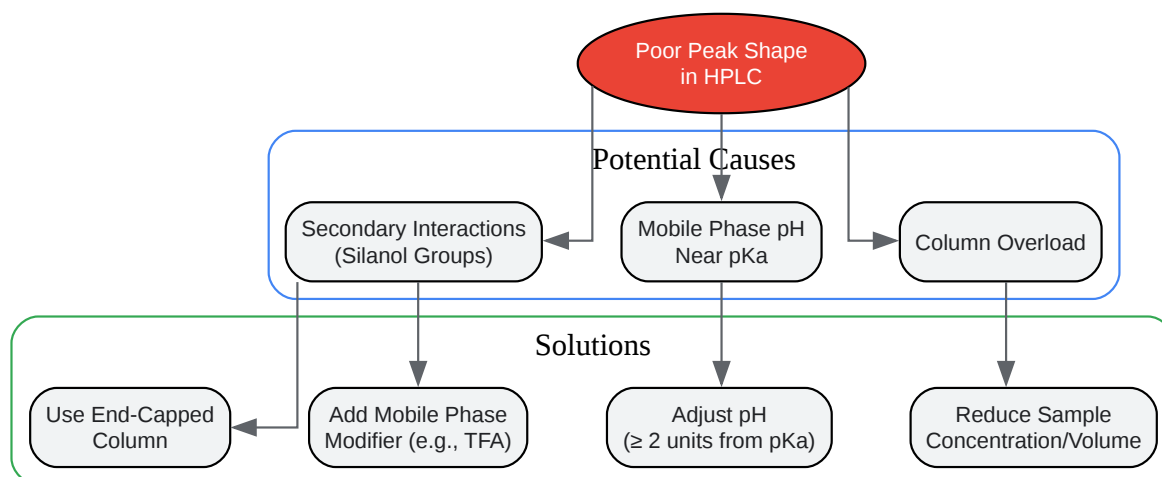 Poor Peak Shape
in HPLC
Potential Causes
Secondary Interactions
(Silanol Groups)
Mobile Phase pH
Near pKa
Column Overload
Solutions
Use End-Capped
Column
Add Mobile Phase
Modifier (e.g., TFA)
Adjust pH
(≥ 2 units from pKa)
Reduce Sample
Concentration/Volume